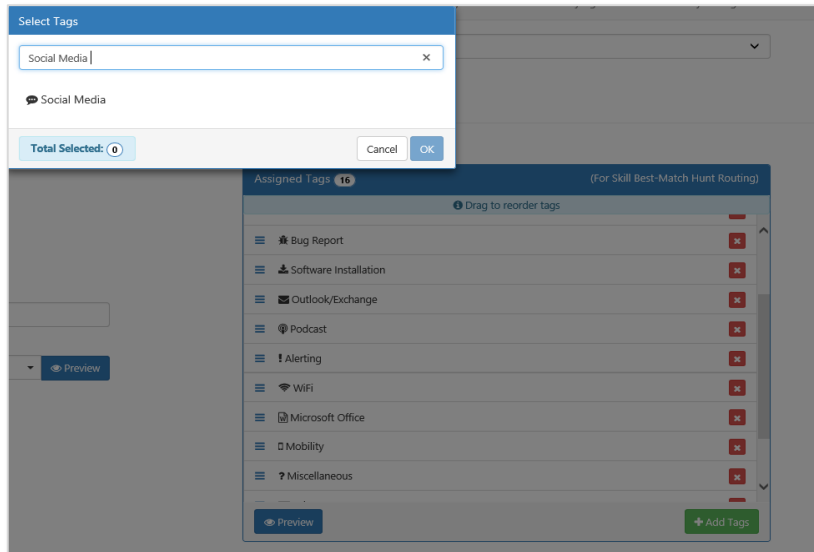 Select Tags
Social Media
Social Media
Total Selected: 0
Cancel
OK
Assigned Tags 16
(For Skill Best-Match Hunt Routing)
Drag to reorder tags
Bug Report
Software Installation
Outlook/Exchange
Podcast
Alerting
WiFi
Microsoft Office
Mobility
Miscellaneous
Preview
Preview
Add Tags